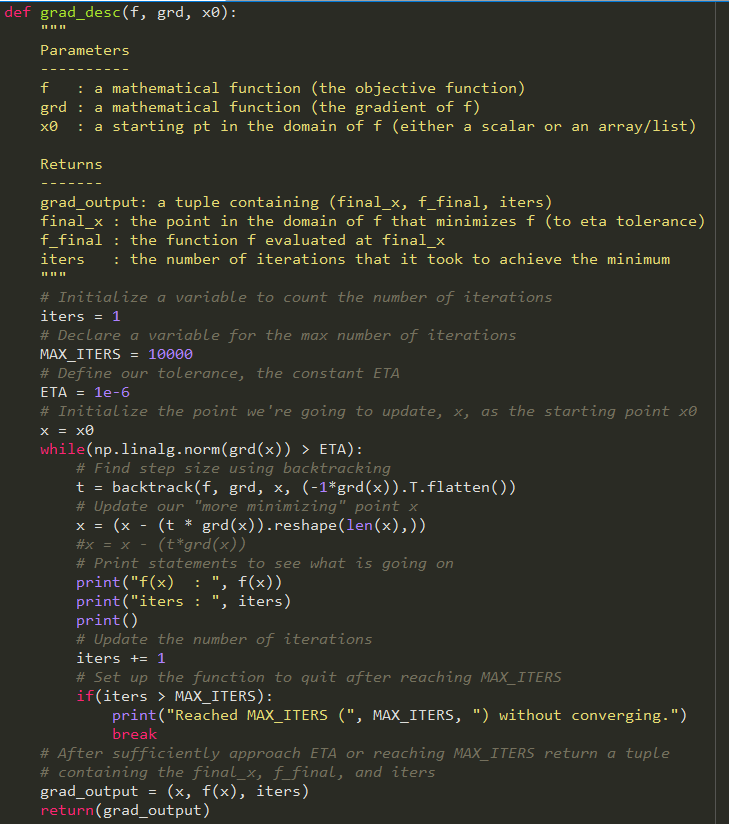 def grad_desc(f, grd, x0):
    """
    Parameters
    ----------
    f   : a mathematical function (the objective function)
    grd : a mathematical function (the gradient of f)
    x0  : a starting pt in the domain of f (either a scalar or an array/list)

    Returns
    -------
    grad_output: a tuple containing (final_x, f_final, iters)
    final_x : the point in the domain of f that minimizes f (to eta tolerance)
    f_final : the function f evaluated at final_x
    iters   : the number of iterations that it took to achieve the minimum
    """
    # Initialize a variable to count the number of iterations
    iters = 1
    # Declare a variable for the max number of iterations
    MAX_ITERS = 10000
    # Define our tolerance, the constant ETA
    ETA = 1e-6
    # Initialize the point we're going to update, x, as the starting point x0
    x = x0
    while(np.linalg.norm(grd(x)) > ETA):
        # Find step size using backtracking
        t = backtrack(f, grd, x, (-1*grd(x)).T.flatten())
        # Update our "more minimizing" point x
        x = (x - (t * grd(x)).reshape(len(x),))
        #x = x - (t*grd(x))
        # Print statements to see what is going on
        print("f(x)  : ", f(x))
        print("iters : ", iters)
        print()
        # Update the number of iterations
        iters += 1
        # Set up the function to quit after reaching MAX_ITERS
        if(iters > MAX_ITERS):
            print("Reached MAX_ITERS (", MAX_ITERS, ") without converging.")
            break
    # After sufficiently approach ETA or reaching MAX_ITERS return a tuple
    # containing the final_x, f_final, and iters
    grad_output = (x, f(x), iters)
    return(grad_output)